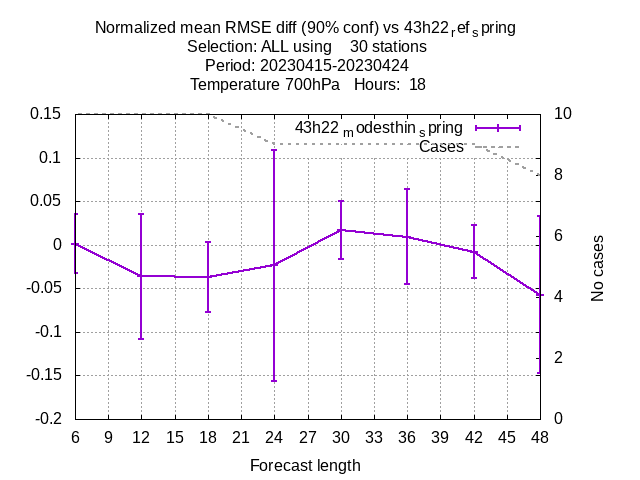 Normalized mean RMSE diff (90% conf) vs 43h22ᵣefₛpring
Selection: ALL using 30 stations
Period: 20230415-20230424
Temperature 700hPa Hours: 18
43h22ₘodesthinₛpring
Cases
0.15
0.1
0.05
0
-0.05
-0.1
-0.15
-0.2
10
8
6
4
2
0
No cases
6 9 12 15 18 21 24 27 30 33 36 39 42 45 48
Forecast length